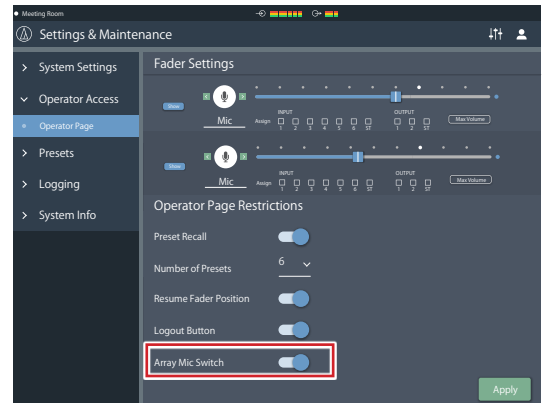 Meeting Room
Settings & Maintenance
System Settings
Operator Access
Operator Page
Presets
Logging
System Info
Fader Settings
Show
Mic
Assign
INPUT
1 2 3 4 5 6 ST
OUTPUT
1 2 ST
Max Volume
Show
Mic
Assign
INPUT
1 2 3 4 5 6 ST
OUTPUT
1 2 ST
Max Volume
Operator Page Restrictions
Preset Recall
Number of Presets 6
Resume Fader Position
Logout Button
Array Mic Switch
Apply